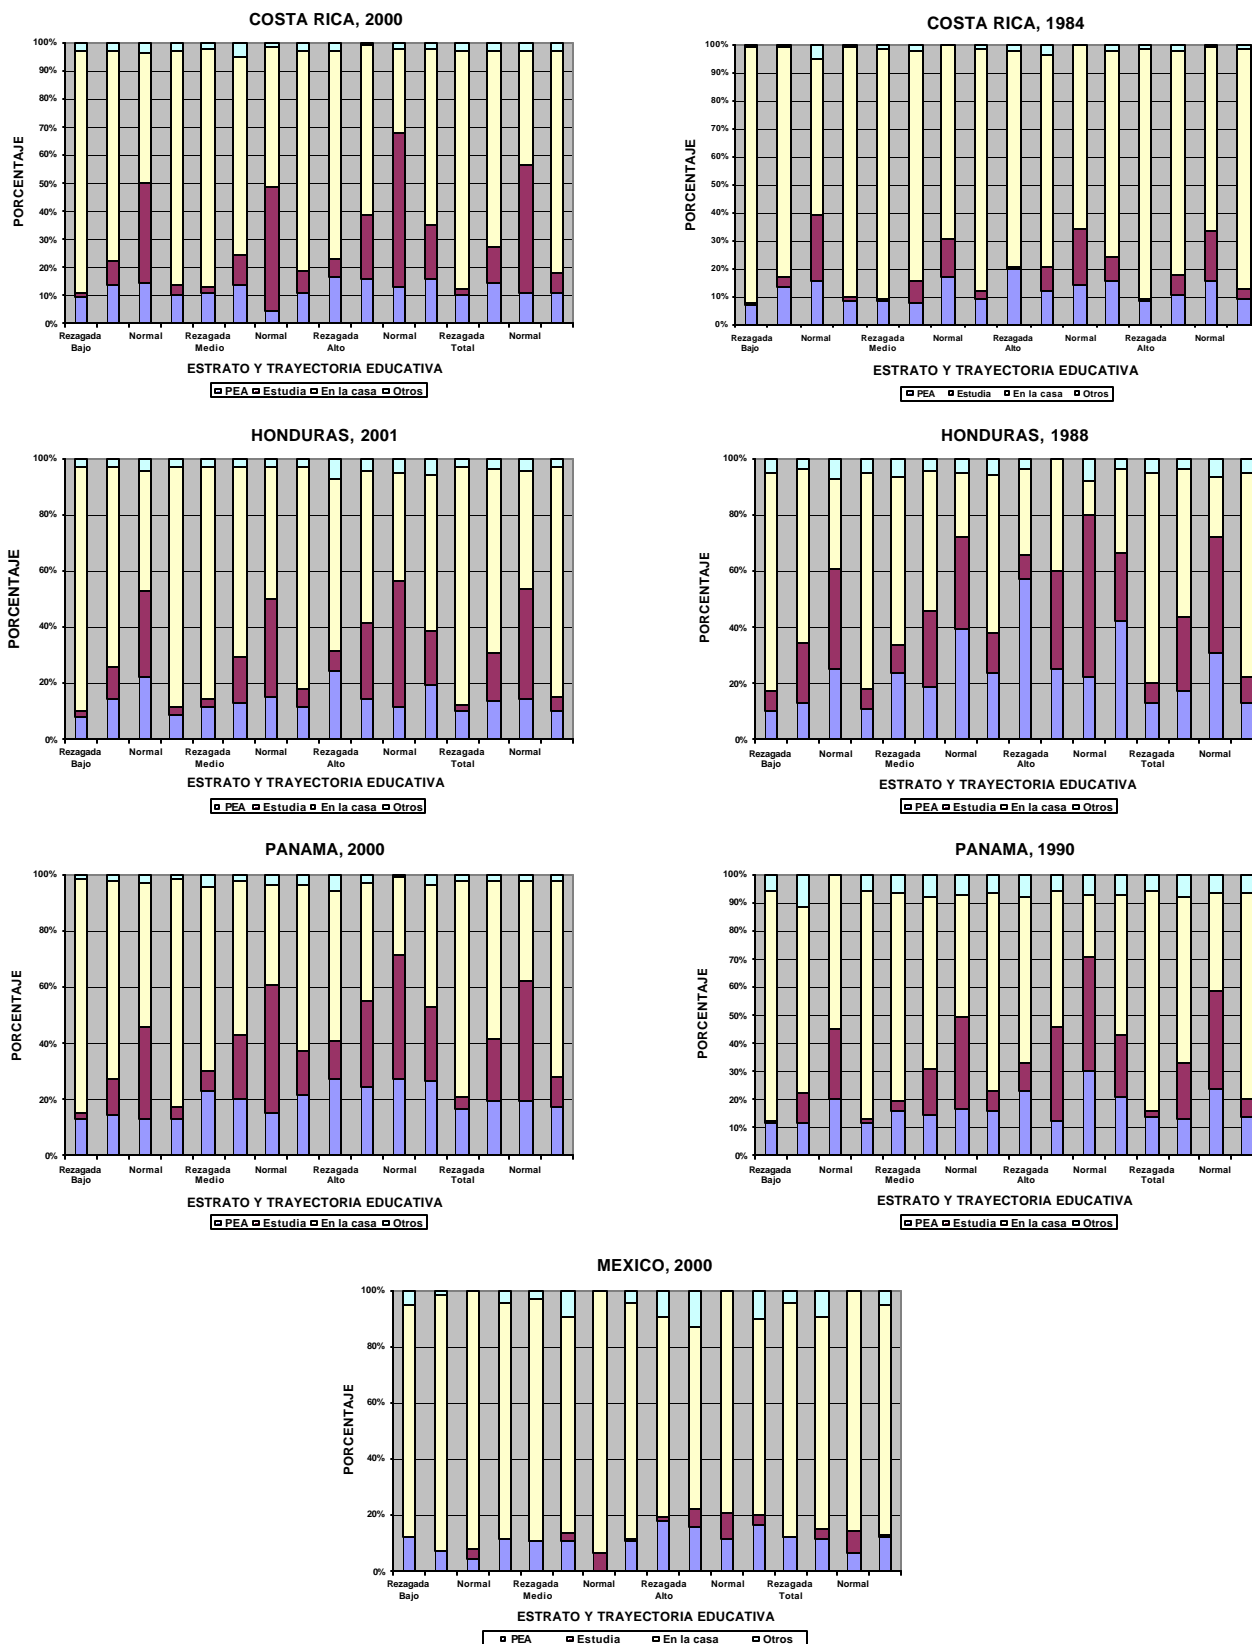 COSTA RICA, 2000
100%
90%
80%
70%
60%
50%
40%
30%
20%
10%
0%
PORCENTAJE
Rezagada Normal Rezagada Normal Rezagada Normal Rezagada Normal
Bajo Medio Alto Total
ESTRATO Y TRAYECTORIA EDUCATIVA
PEA Estudia En la casa Otros
COSTA RICA, 1984
100%
90%
80%
70%
60%
50%
40%
30%
20%
10%
0%
PORCENTAJE
Rezagada Normal Rezagada Normal Rezagada Normal Rezagada Normal
Bajo Medio Alto Alto
ESTRATO Y TRAYECTORIA EDUCATIVA
PEA Estudia En la casa Otros
HONDURAS, 2001
100%
80%
60%
40%
20%
0%
PORCENTAJE
Rezagada Normal Rezagada Normal Rezagada Normal Rezagada Normal
Bajo Medio Alto Total
ESTRATO Y TRAYECTORIA EDUCATIVA
PEA Estudia En la casa Otros
HONDURAS, 1988
100%
80%
60%
40%
20%
0%
PORCENTAJE
Rezagada Normal Rezagada Normal Rezagada Normal Rezagada Normal
Bajo Medio Alto Total
ESTRATO Y TRAYECTORIA EDUCATIVA
PEA Estudia En la casa Otros
PANAMA, 2000
100%
80%
60%
40%
20%
0%
PORCENTAJE
Rezagada Normal Rezagada Normal Rezagada Normal Rezagada Normal
Bajo Medio Alto Total
ESTRATO Y TRAYECTORIA EDUCATIVA
PEA Estudia En la casa Otros
PANAMA, 1990
100%
90%
80%
70%
60%
50%
40%
30%
20%
10%
0%
PORCENTAJE
Rezagada Normal Rezagada Normal Rezagada Normal Rezagada Normal
Bajo Medio Alto Total
ESTRATO Y TRAYECTORIA EDUCATIVA
PEA Estudia En la casa Otros
MEXICO, 2000
100%
80%
60%
40%
20%
0%
PORCENTAJE
Rezagada Normal Rezagada Normal Rezagada Normal Rezagada Normal
Bajo Medio Alto Total
ESTRATO Y TRAYECTORIA EDUCATIVA
PEA Estudia En la casa Otros